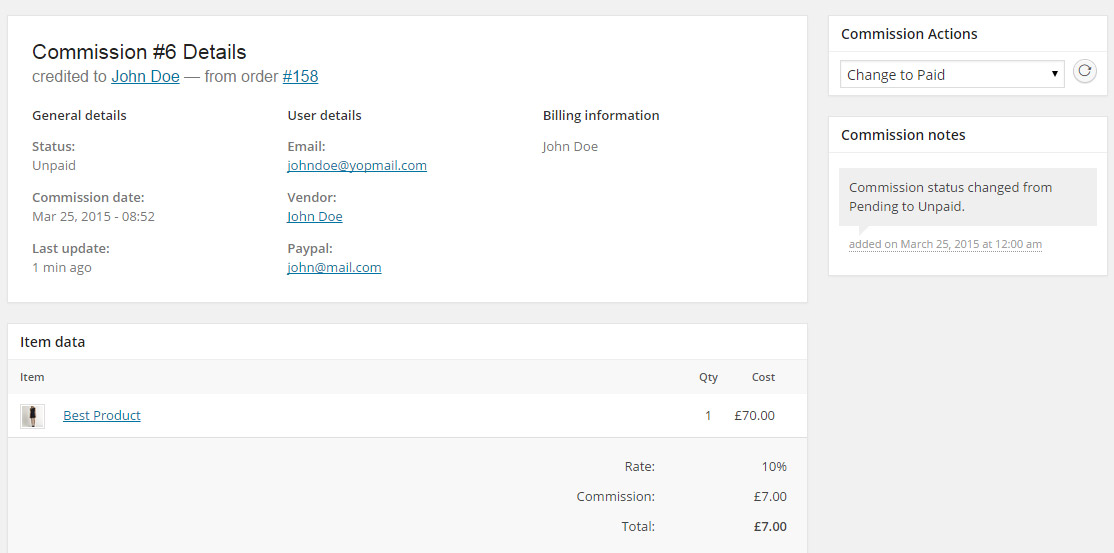 Commission #6 Details
credited to John Doe — from order #158
General details
Status:
Unpaid
Commission date:
Mar 25, 2015 - 08:52
Last update:
1 min ago
User details
Email:
johndoe@yopmail.com
Vendor:
John Doe
Paypal:
john@mail.com
Billing information
John Doe
Item data
Item Qty Cost
Best Product 1 £70.00
Rate: 10%
Commission: £7.00
Total: £7.00
Commission Actions
Change to Paid
Commission notes
Commission status changed from
Pending to Unpaid.
added on March 25, 2015 at 12:00 am